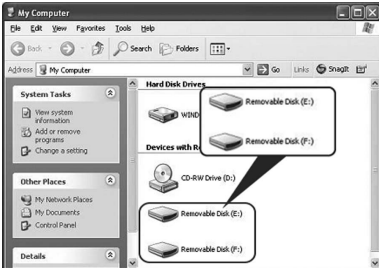 My Computer
File Edit View Favorites Tools Help
Back Search Folders
Address My Computer Go Links SnagIt
System Tasks
View system
information
Add or remove
programs
Change a setting
Other Places
My Network Places
My Documents
Control Panel
Details
Hard Disk Drives
WIND
Removable Disk (E:)
Removable Disk (F:)
Devices with R
CD-RW Drive (D:)
Removable Disk (E:)
Removable Disk (F:)